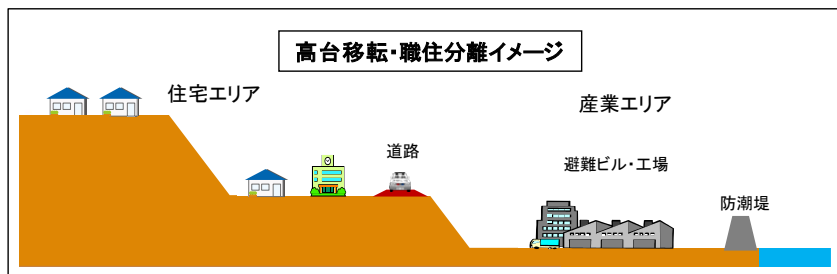 高台移転・職住分離イメージ
住宅エリア
産業エリア
道路
避難ビル・工場
防潮堤